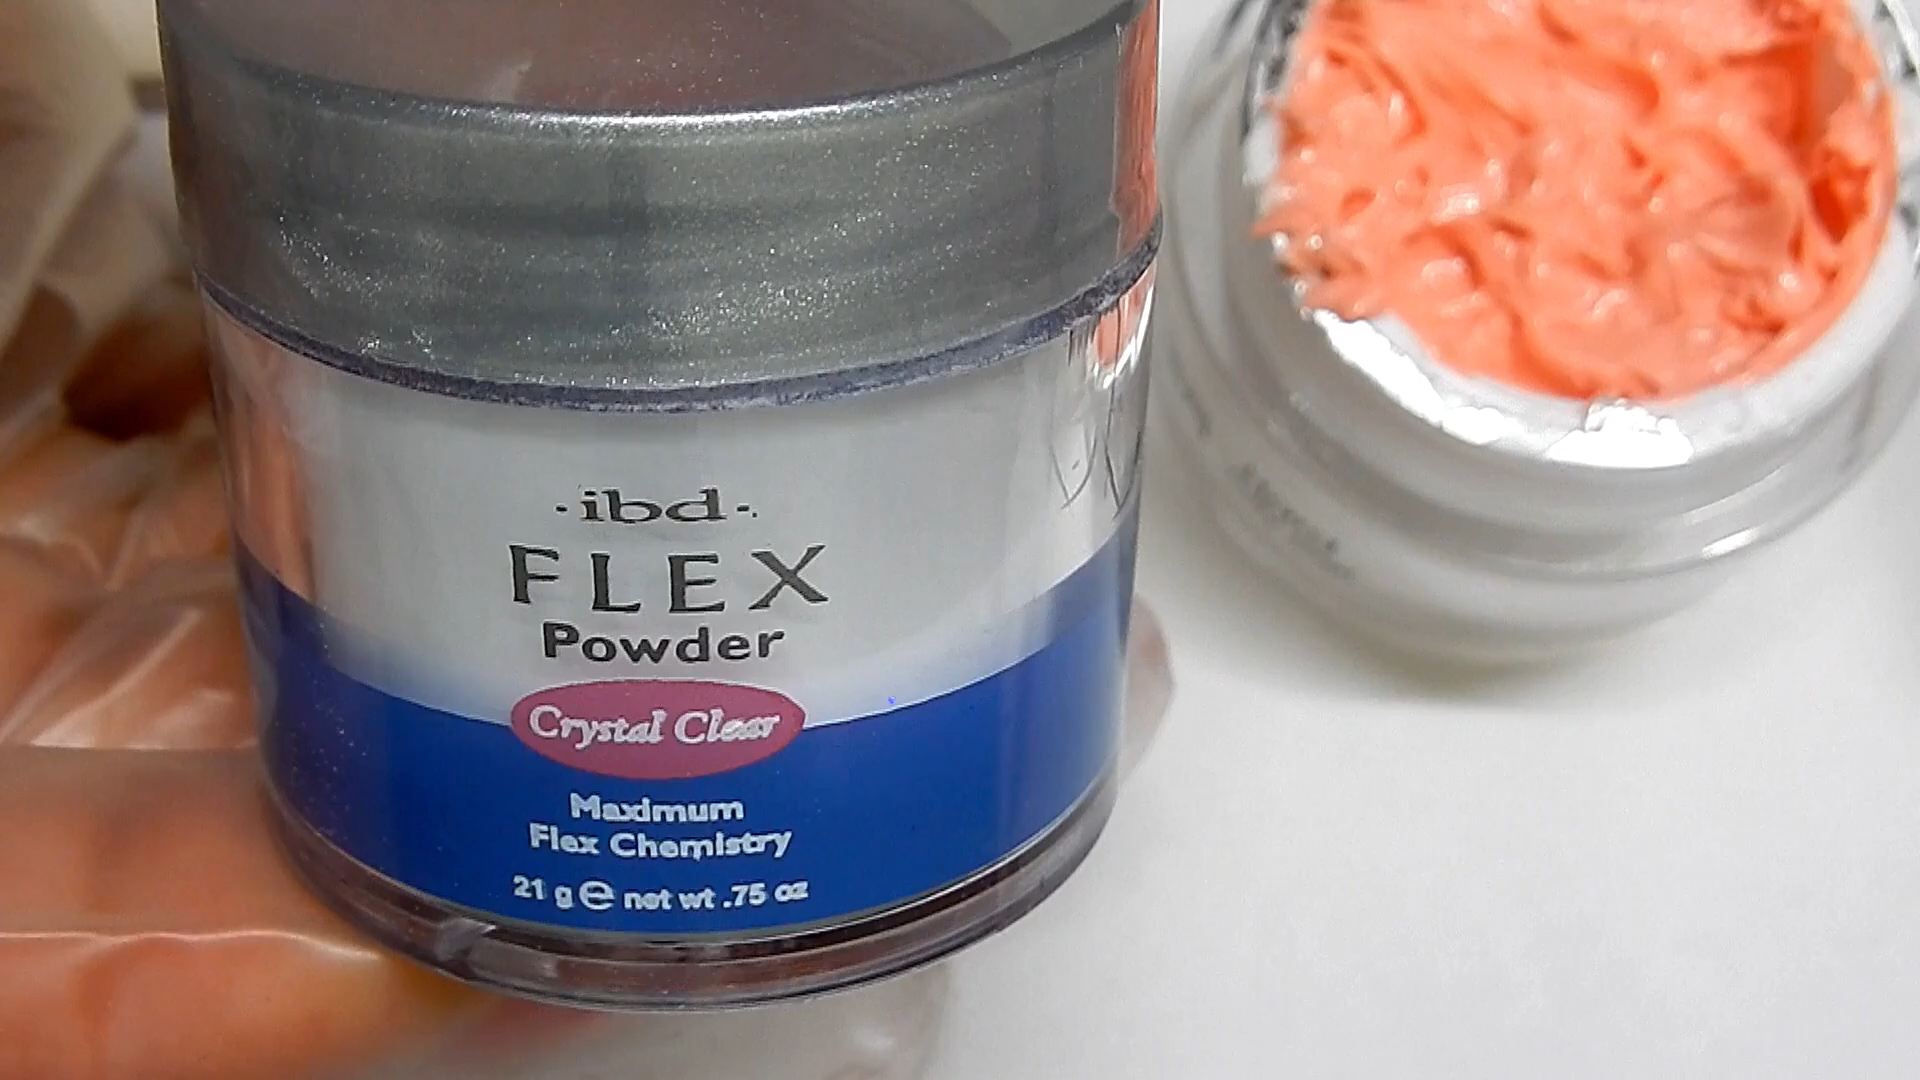 ·ibd·
FLEX
Powder
Crystal Clear
Maximum
Flex Chemistry
21 g ℮ net wt .75 oz